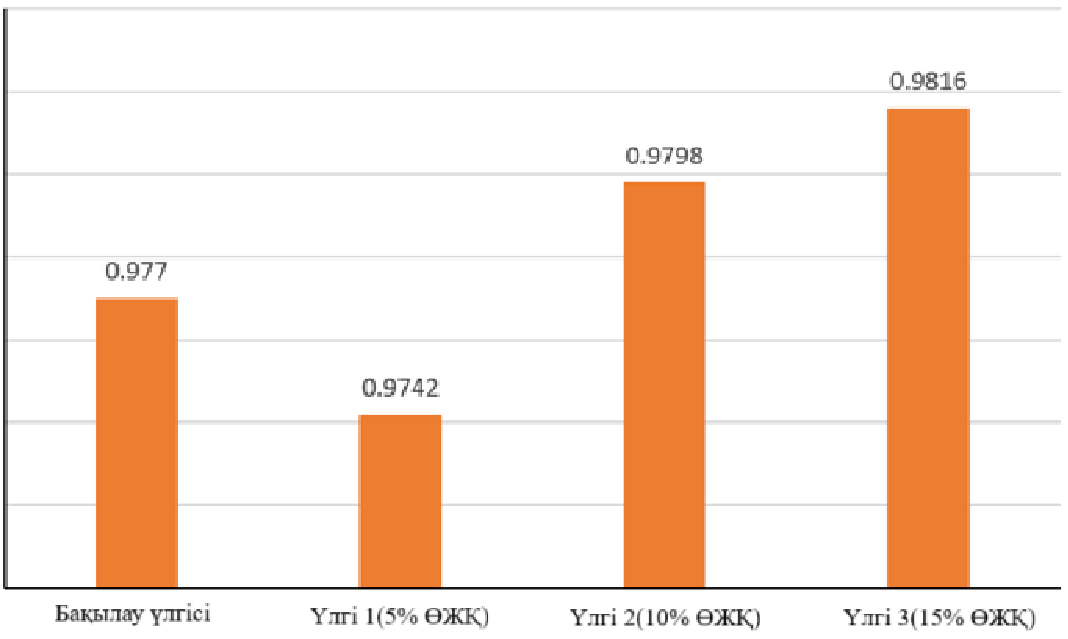 0.9816
0.9798
0.977
0.9742
Бақылау үлгісі
Үлгі 1(5% ӨЖҚ)
Үлгі 2(10% ӨЖҚ)
Үлгі 3(15% ӨЖҚ)